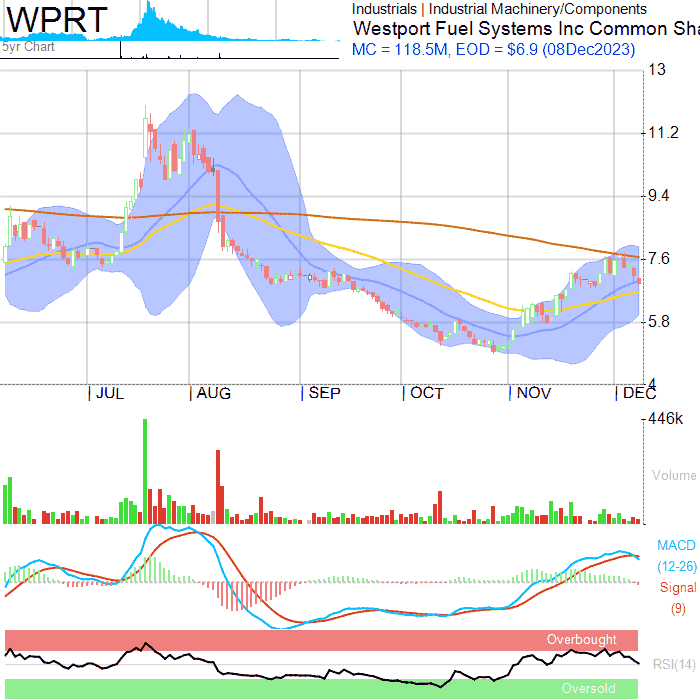 WPRT
5yr Chart
Industrials | Industrial Machinery/Components
Westport Fuel Systems Inc Common Sha
MC = 118.5M, EOD = $6.9 (08Dec2023)
13
11.2
9.4
7.6
5.8
4
JUL AUG SEP OCT NOV DEC
446k
Volume
MACD
(12-26)
Signal
(9)
Overbought
RSI(14)
Oversold